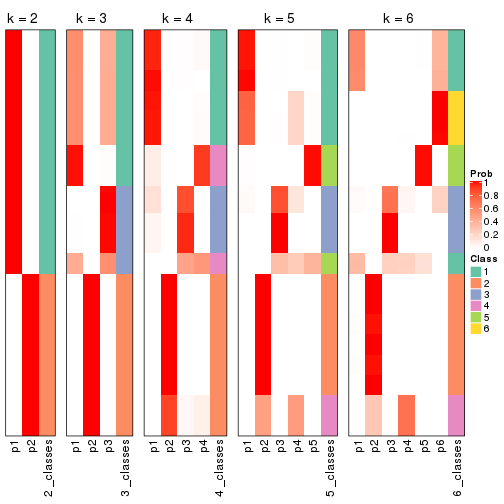 k = 2
k = 3
k = 4
k = 5
k = 6
Prob
1
0.8
0.6
0.4
0.2
0
Class
1
2
3
4
5
6
p1
p2
2_classes
p1
p2
p3
3_classes
p1
p2
p3
p4
4_classes
p1
p2
p3
p4
p5
5_classes
p1
p2
p3
p4
p5
p6
6_classes